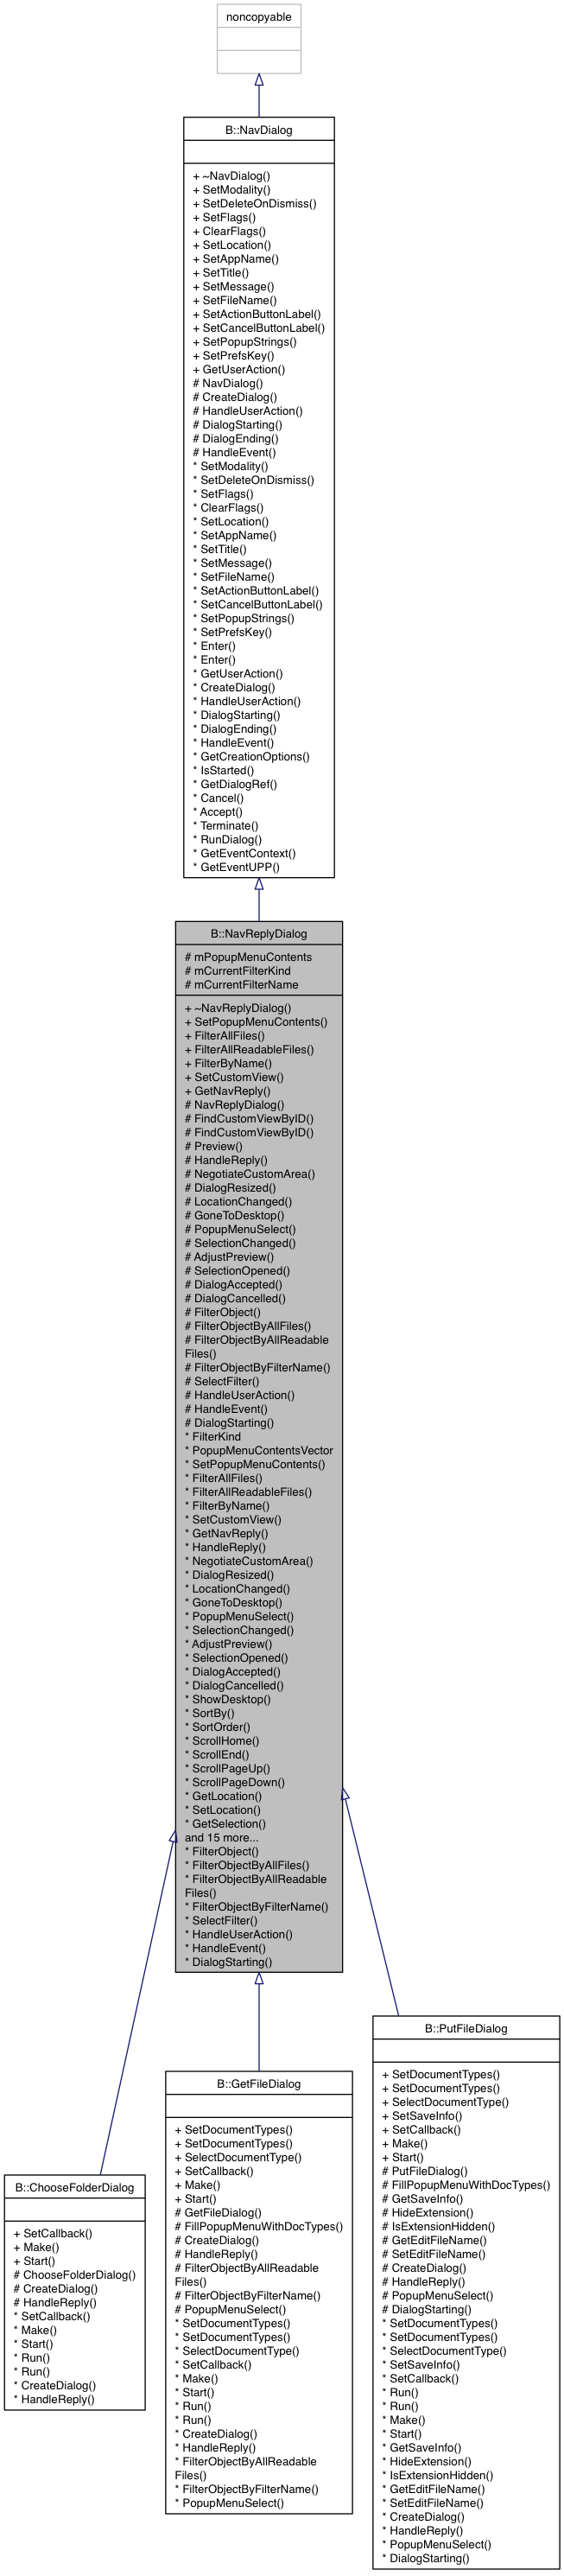 noncopyable
B::NavDialog
+ ~NavDialog()
+ SetModality()
+ SetDeleteOnDismiss()
+ SetFlags()
+ ClearFlags()
+ SetLocation()
+ SetAppName()
+ SetTitle()
+ SetMessage()
+ SetFileName()
+ SetActionButtonLabel()
+ SetCancelButtonLabel()
+ SetPopupStrings()
+ SetPrefsKey()
+ GetUserAction()
# NavDialog()
# CreateDialog()
# HandleUserAction()
# DialogStarting()
# DialogEnding()
# HandleEvent()
* SetModality()
* SetDeleteOnDismiss()
* SetFlags()
* ClearFlags()
* SetLocation()
* SetAppName()
* SetTitle()
* SetMessage()
* SetFileName()
* SetActionButtonLabel()
* SetCancelButtonLabel()
* SetPopupStrings()
* SetPrefsKey()
* Enter()
* Enter()
* GetUserAction()
* CreateDialog()
* HandleUserAction()
* DialogStarting()
* DialogEnding()
* HandleEvent()
* GetCreationOptions()
* IsStarted()
* GetDialogRef()
* Cancel()
* Accept()
* Terminate()
* RunDialog()
* GetEventContext()
* GetEventUPP()
B::NavReplyDialog
# mPopupMenuContents
# mCurrentFilterKind
# mCurrentFilterName
+ ~NavReplyDialog()
+ SetPopupMenuContents()
+ FilterAllFiles()
+ FilterAllReadableFiles()
+ FilterByName()
+ SetCustomView()
+ GetNavReply()
# NavReplyDialog()
# FindCustomViewByID()
# FindCustomViewByID()
# Preview()
# HandleReply()
# NegotiateCustomArea()
# DialogResized()
# LocationChanged()
# GoneToDesktop()
# PopupMenuSelect()
# SelectionChanged()
# AdjustPreview()
# SelectionOpened()
# DialogAccepted()
# DialogCancelled()
# FilterObject()
# FilterObjectByAllFiles()
# FilterObjectByAllReadable
Files()
# FilterObjectByFilterName()
# SelectFilter()
# HandleUserAction()
# HandleEvent()
# DialogStarting()
* FilterKind
* PopupMenuContentsVector
* SetPopupMenuContents()
* FilterAllFiles()
* FilterAllReadableFiles()
* FilterByName()
* SetCustomView()
* GetNavReply()
* HandleReply()
* NegotiateCustomArea()
* DialogResized()
* LocationChanged()
* GoneToDesktop()
* PopupMenuSelect()
* SelectionChanged()
* AdjustPreview()
* SelectionOpened()
* DialogAccepted()
* DialogCancelled()
* ShowDesktop()
* SortBy()
* SortOrder()
* ScrollHome()
* ScrollEnd()
* ScrollPageUp()
* ScrollPageDown()
* GetLocation()
* SetLocation()
* GetSelection()
and 15 more...
* FilterObject()
* FilterObjectByAllFiles()
* FilterObjectByAllReadable
Files()
* FilterObjectByFilterName()
* SelectFilter()
* HandleUserAction()
* HandleEvent()
* DialogStarting()
B::ChooseFolderDialog
+ SetCallback()
+ Make()
+ Start()
# ChooseFolderDialog()
# CreateDialog()
# HandleReply()
* SetCallback()
* Make()
* Start()
* Run()
* Run()
* CreateDialog()
* HandleReply()
B::GetFileDialog
+ SetDocumentTypes()
+ SetDocumentTypes()
+ SelectDocumentType()
+ SetCallback()
+ Make()
+ Start()
# GetFileDialog()
# FillPopupMenuWithDocTypes()
# CreateDialog()
# HandleReply()
# FilterObjectByAllReadable
Files()
# FilterObjectByFilterName()
# PopupMenuSelect()
* SetDocumentTypes()
* SetDocumentTypes()
* SelectDocumentType()
* SetCallback()
* Make()
* Start()
* Run()
* Run()
* CreateDialog()
* HandleReply()
* FilterObjectByAllReadable
Files()
* FilterObjectByFilterName()
* PopupMenuSelect()
B::PutFileDialog
+ SetDocumentTypes()
+ SetDocumentTypes()
+ SelectDocumentType()
+ SetSaveInfo()
+ SetCallback()
+ Make()
+ Start()
# PutFileDialog()
# FillPopupMenuWithDocTypes()
# GetSaveInfo()
# HideExtension()
# IsExtensionHidden()
# GetEditFileName()
# SetEditFileName()
# CreateDialog()
# HandleReply()
# PopupMenuSelect()
# DialogStarting()
* SetDocumentTypes()
* SetDocumentTypes()
* SelectDocumentType()
* SetSaveInfo()
* SetCallback()
* Run()
* Run()
* Make()
* Start()
* GetSaveInfo()
* HideExtension()
* IsExtensionHidden()
* GetEditFileName()
* SetEditFileName()
* CreateDialog()
* HandleReply()
* PopupMenuSelect()
* DialogStarting()